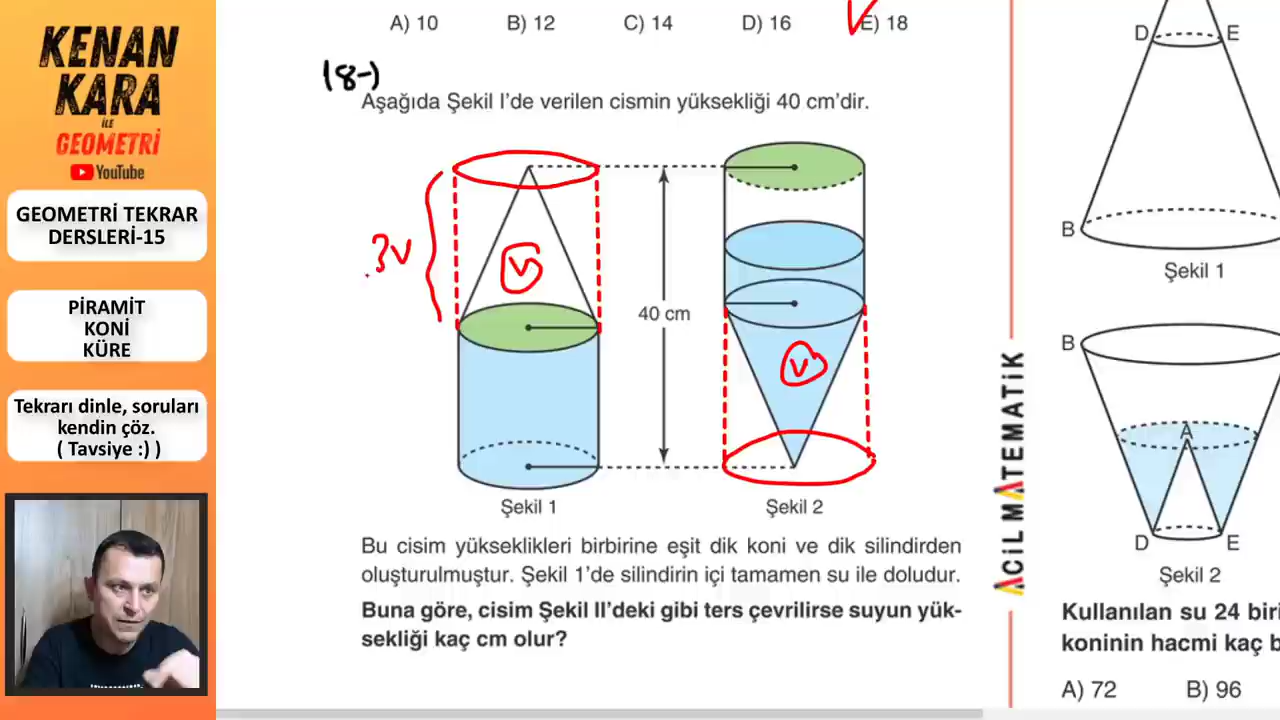 KENAN
KARA
İLE
GEOMETRİ
YouTube
GEOMETRİ TEKRAR
DERSLERİ-15
PİRAMİT
KONİ
KÜRE
Tekrarı dinle, soruları
kendin çöz.
( Tavsiye :) )
A) 10 B) 12 C) 14 D) 16 E) 18
18-)
Aşağıda Şekil I'de verilen cismin yüksekliği 40 cm'dir.
3V
V
40 cm
V
Şekil 1 Şekil 2
Bu cisim yükseklikleri birbirine eşit dik koni ve dik silindirden
oluşturulmuştur. Şekil 1'de silindirin içi tamamen su ile doludur.
Buna göre, cisim Şekil II'deki gibi ters çevrilirse suyun yük-
sekliği kaç cm olur?
ACiL MATEMATiK
D E
B
Şekil 1
B
A
D E
Şekil 2
Kullanılan su 24 biri
koninin hacmi kaç b
A) 72 B) 96